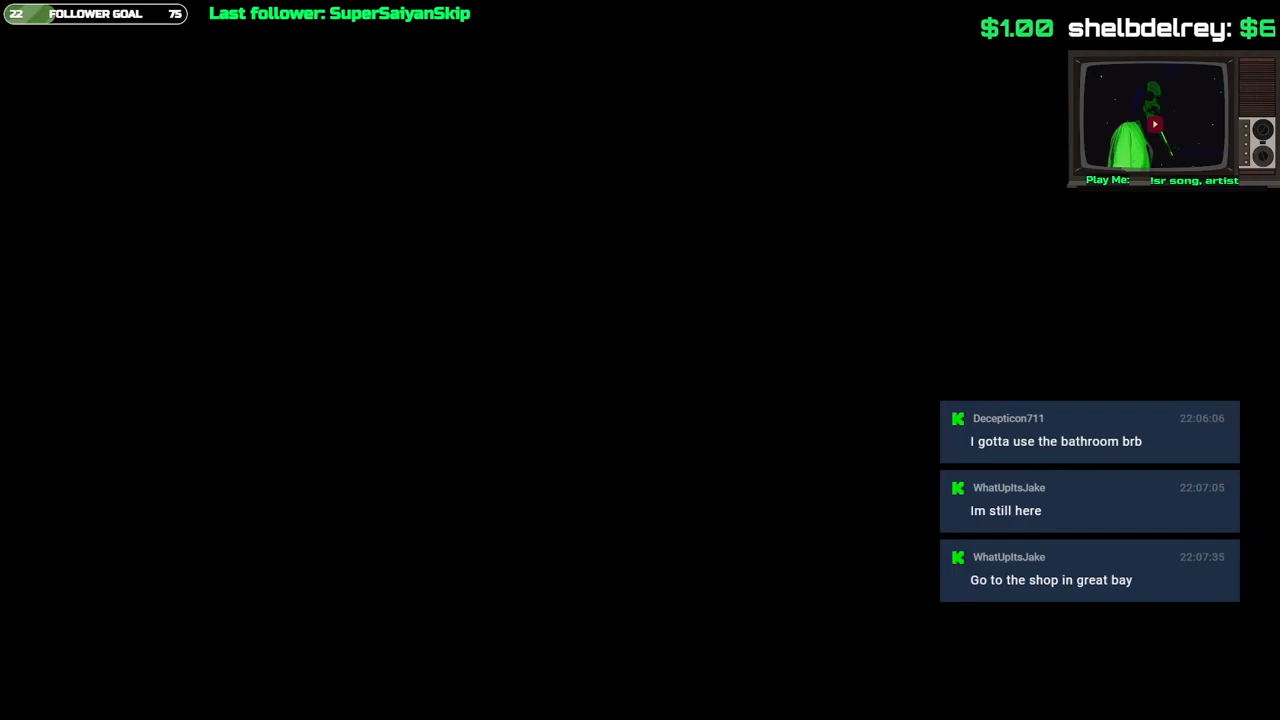 22 FOLLOWER GOAL 75
Last follower: SuperSaiyanSkip
$1.00 shelbdelrey: $6
Play Me: !sr song, artist
Decepticon711 22:06:06
I gotta use the bathroom brb
WhatUpItsJake 22:07:05
Im still here
WhatUpItsJake 22:07:35
Go to the shop in great bay